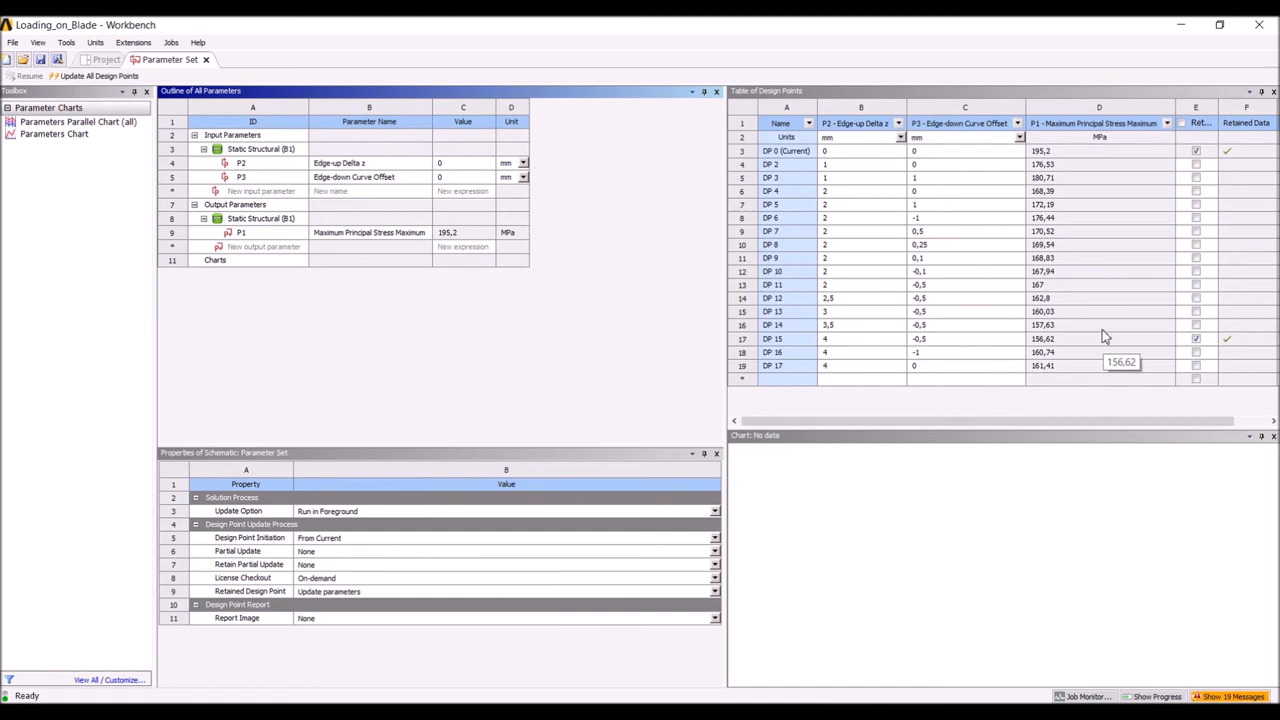 Loading_on_Blade - Workbench
File View Tools Units Extensions Jobs Help
Project Parameter Set
Resume Update All Design Points
Toolbox
Parameter Charts
Parameters Parallel Chart (all)
Parameters Chart
View All / Customize...
Outline of All Parameters
A B C D
1 ID Parameter Name Value Unit
2 Input Parameters
3 Static Structural (B1)
4 P2 Edge-up Delta z 0 mm
5 P3 Edge-down Curve Offset 0 mm
* New input parameter New name New expression
7 Output Parameters
8 Static Structural (B1)
9 P1 Maximum Principal Stress Maximum 195,2 MPa
* New output parameter New expression
11 Charts
Properties of Schematic: Parameter Set
A B
1 Property Value
2 Solution Process
3 Update Option Run in Foreground
4 Design Point Update Process
5 Design Point Initiation From Current
6 Partial Update None
7 Retain Partial Update None
8 License Checkout On-demand
9 Retained Design Point Update parameters
10 Design Point Report
11 Report Image None
Table of Design Points
A B C D E F
1 Name P2 - Edge-up Delta z P3 - Edge-down Curve Offset P1 - Maximum Principal Stress Maximum Ret... Retained Data
2 Units mm mm MPa
3 DP 0 (Current) 0 0 195,2
4 DP 2 1 0 176,53
5 DP 3 1 1 180,71
6 DP 4 2 0 168,39
7 DP 5 2 1 172,19
8 DP 6 2 -1 176,44
9 DP 7 2 0,5 170,52
10 DP 8 2 0,25 169,54
11 DP 9 2 0,1 168,83
12 DP 10 2 -0,1 167,94
13 DP 11 2 -0,5 167
14 DP 12 2,5 -0,5 162,8
15 DP 13 3 -0,5 160,03
16 DP 14 3,5 -0,5 157,63
17 DP 15 4 -0,5 156,62
18 DP 16 4 -1 160,74
19 DP 17 4 0 161,41
*
156,62
Chart: No data
Ready
Job Monitor... Show Progress Show 19 Messages